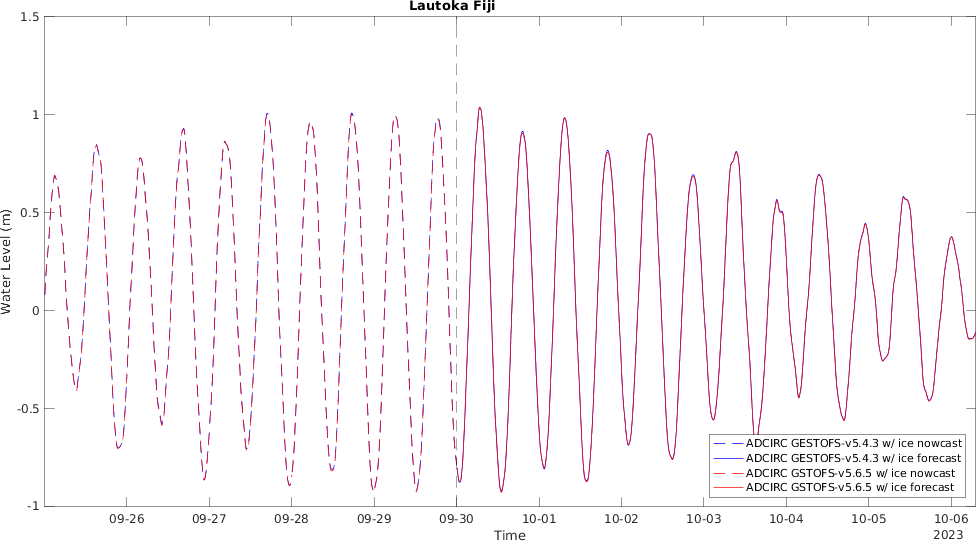 Lautoka Fiji
1.5
1
0.5
0
-0.5
-1
Water Level (m)
ADCIRC GESTOFS-v5.4.3 w/ ice nowcast
ADCIRC GESTOFS-v5.4.3 w/ ice forecast
ADCIRC GSTOFS-v5.6.5 w/ ice nowcast
ADCIRC GSTOFS-v5.6.5 w/ ice forecast
09-26 09-27 09-28 09-29 09-30 10-01 10-02 10-03 10-04 10-05 10-06
2023
Time